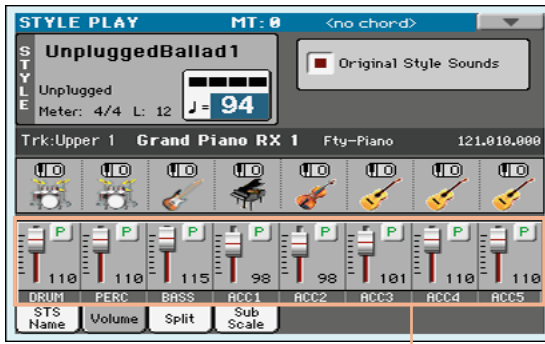 STYLE PLAY MT: 0 <no chord>
STYLE
UnpluggedBallad1
Original Style Sounds
Unplugged
Meter: 4/4 L: 12 ♩= 94
Trk:Upper 1 Grand Piano RX 1 Fty-Piano 121.010.000
P P P P P P P P
110 110 115 98 98 101 110 110
DRUM PERC BASS ACC1 ACC2 ACC3 ACC4 ACC5
STS Name Volume Split Sub Scale